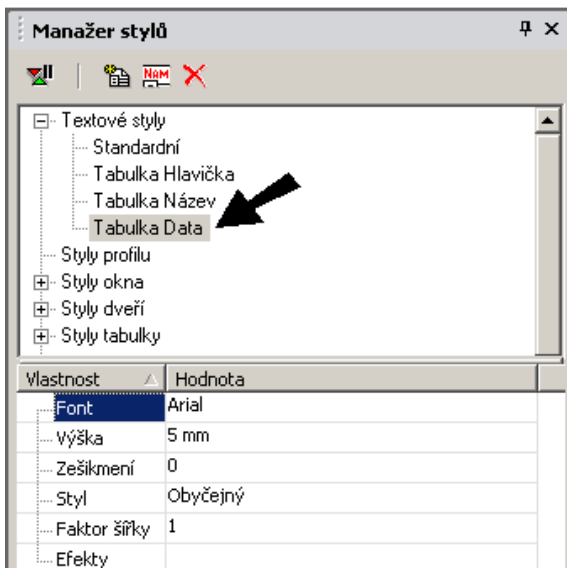 Manažer stylů
NAM
Textové styly
Standardní
Tabulka Hlavička
Tabulka Název
Tabulka Data
Styly profilu
Styly okna
Styly dveří
Styly tabulky
Vlastnost Hodnota
Font Arial
Výška 5 mm
Zešikmení 0
Styl Obyčejný
Faktor šířky 1
Efekty